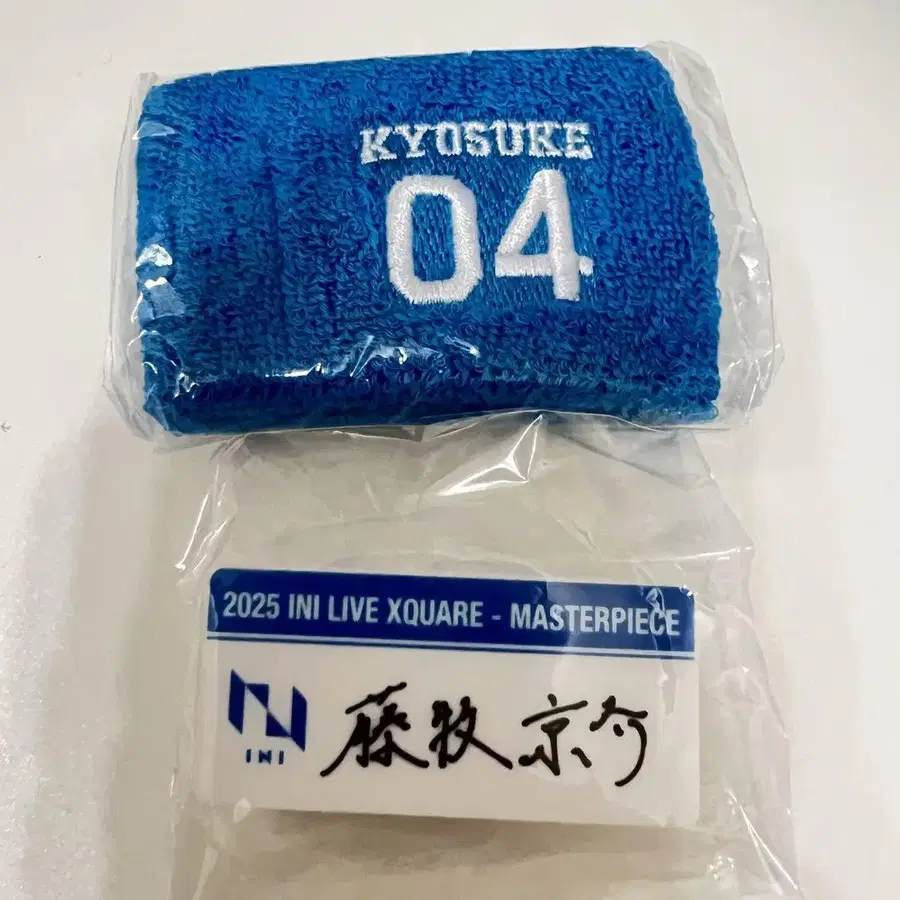 KYOSUKE
04
2025 INI LIVE XQUARE - MASTERPIECE
INI
藤牧 京介